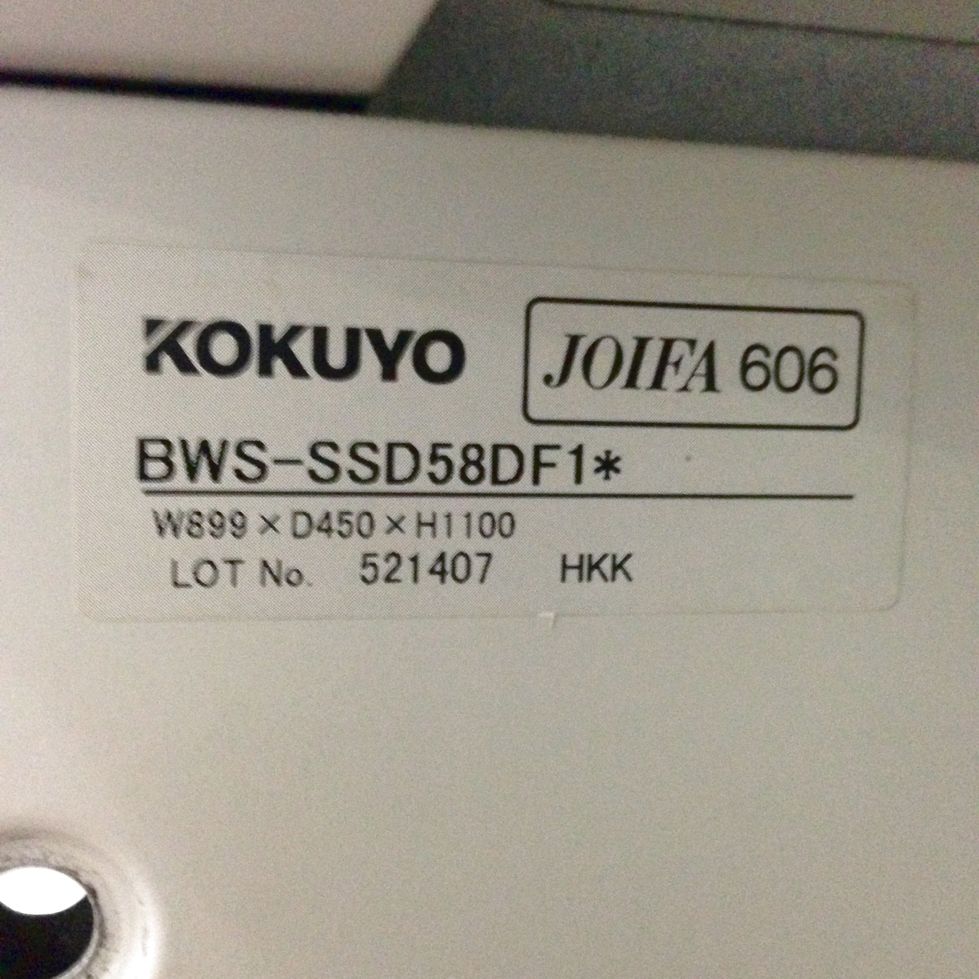 KOKUYO JOIFA 606
BWS-SSD58DF1*
W899×D450×H1100
LOT No. 521407 HKK